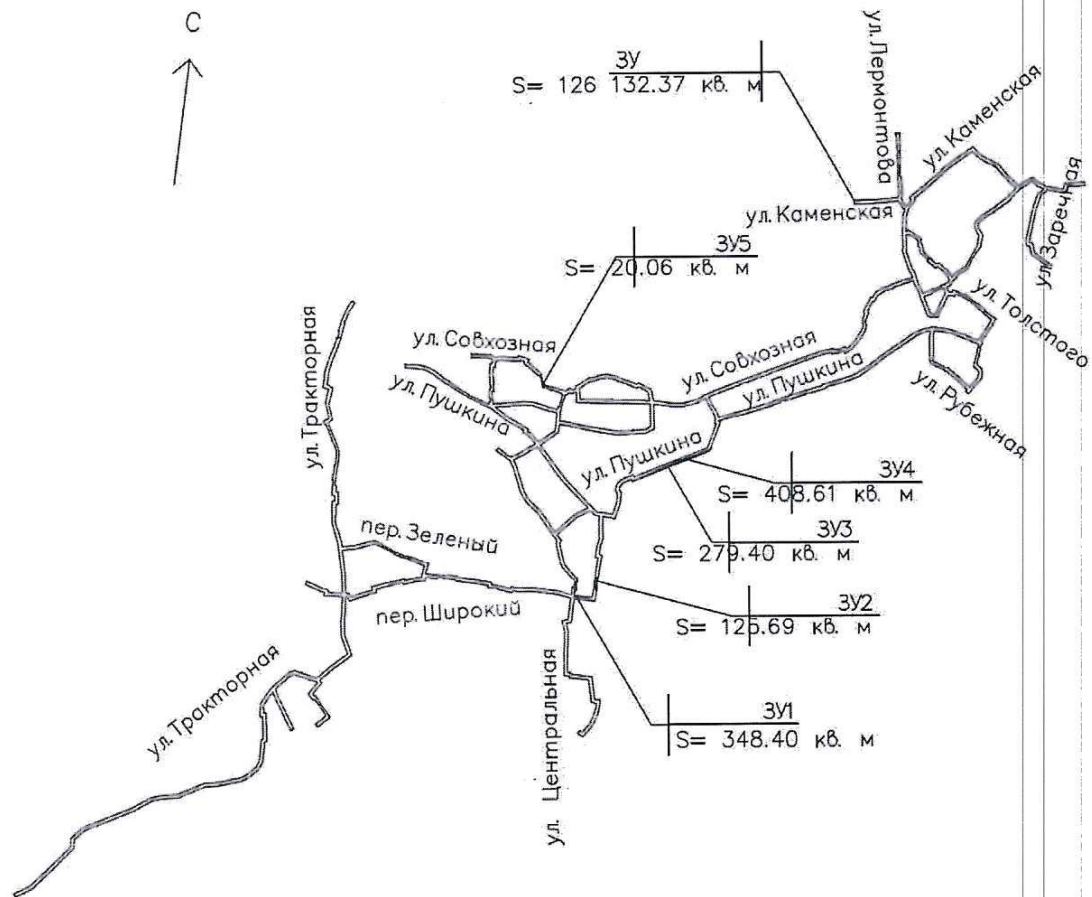 С
ул. Лермонтова
ЗУ
S= 126 132.37 кв. м
ул. Каменская
ул. Каменская
ул. Заречная
ЗУ5
S= 20.06 кв. м
ул. Толстого
ул. Тракторная
ул. Совхозная
ул. Совхозная
ул. Пушкина
ул. Пушкина
ул. Рубежная
ул. Пушкина
ЗУ4
S= 408.61 кв. м
пер. Зеленый
ЗУ3
S= 279.40 кв. м
пер. Широкий
ЗУ2
S= 125.69 кв. м
ул. Тракторная
ул. Центральная
ЗУ1
S= 348.40 кв. м